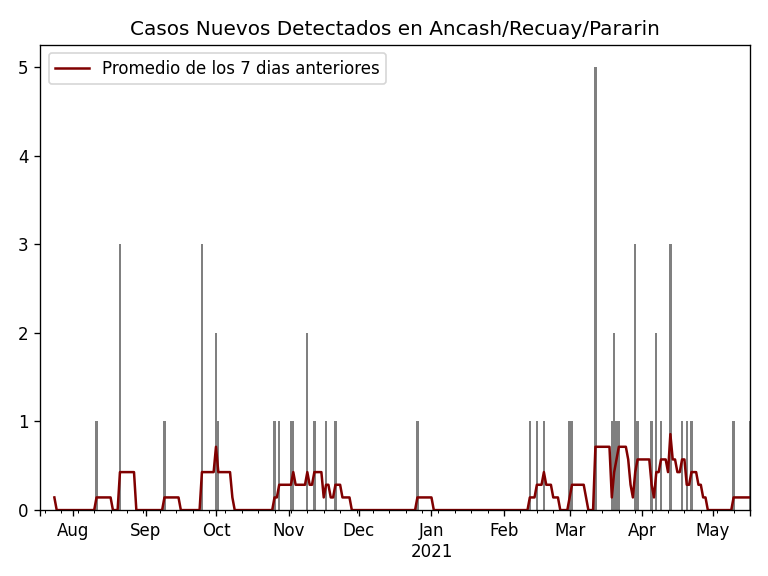 Casos Nuevos Detectados en Ancash/Recuay/Pararin
Promedio de los 7 dias anteriores
5
4
3
2
1
0
Aug Sep Oct Nov Dec Jan Feb Mar Apr May
2021